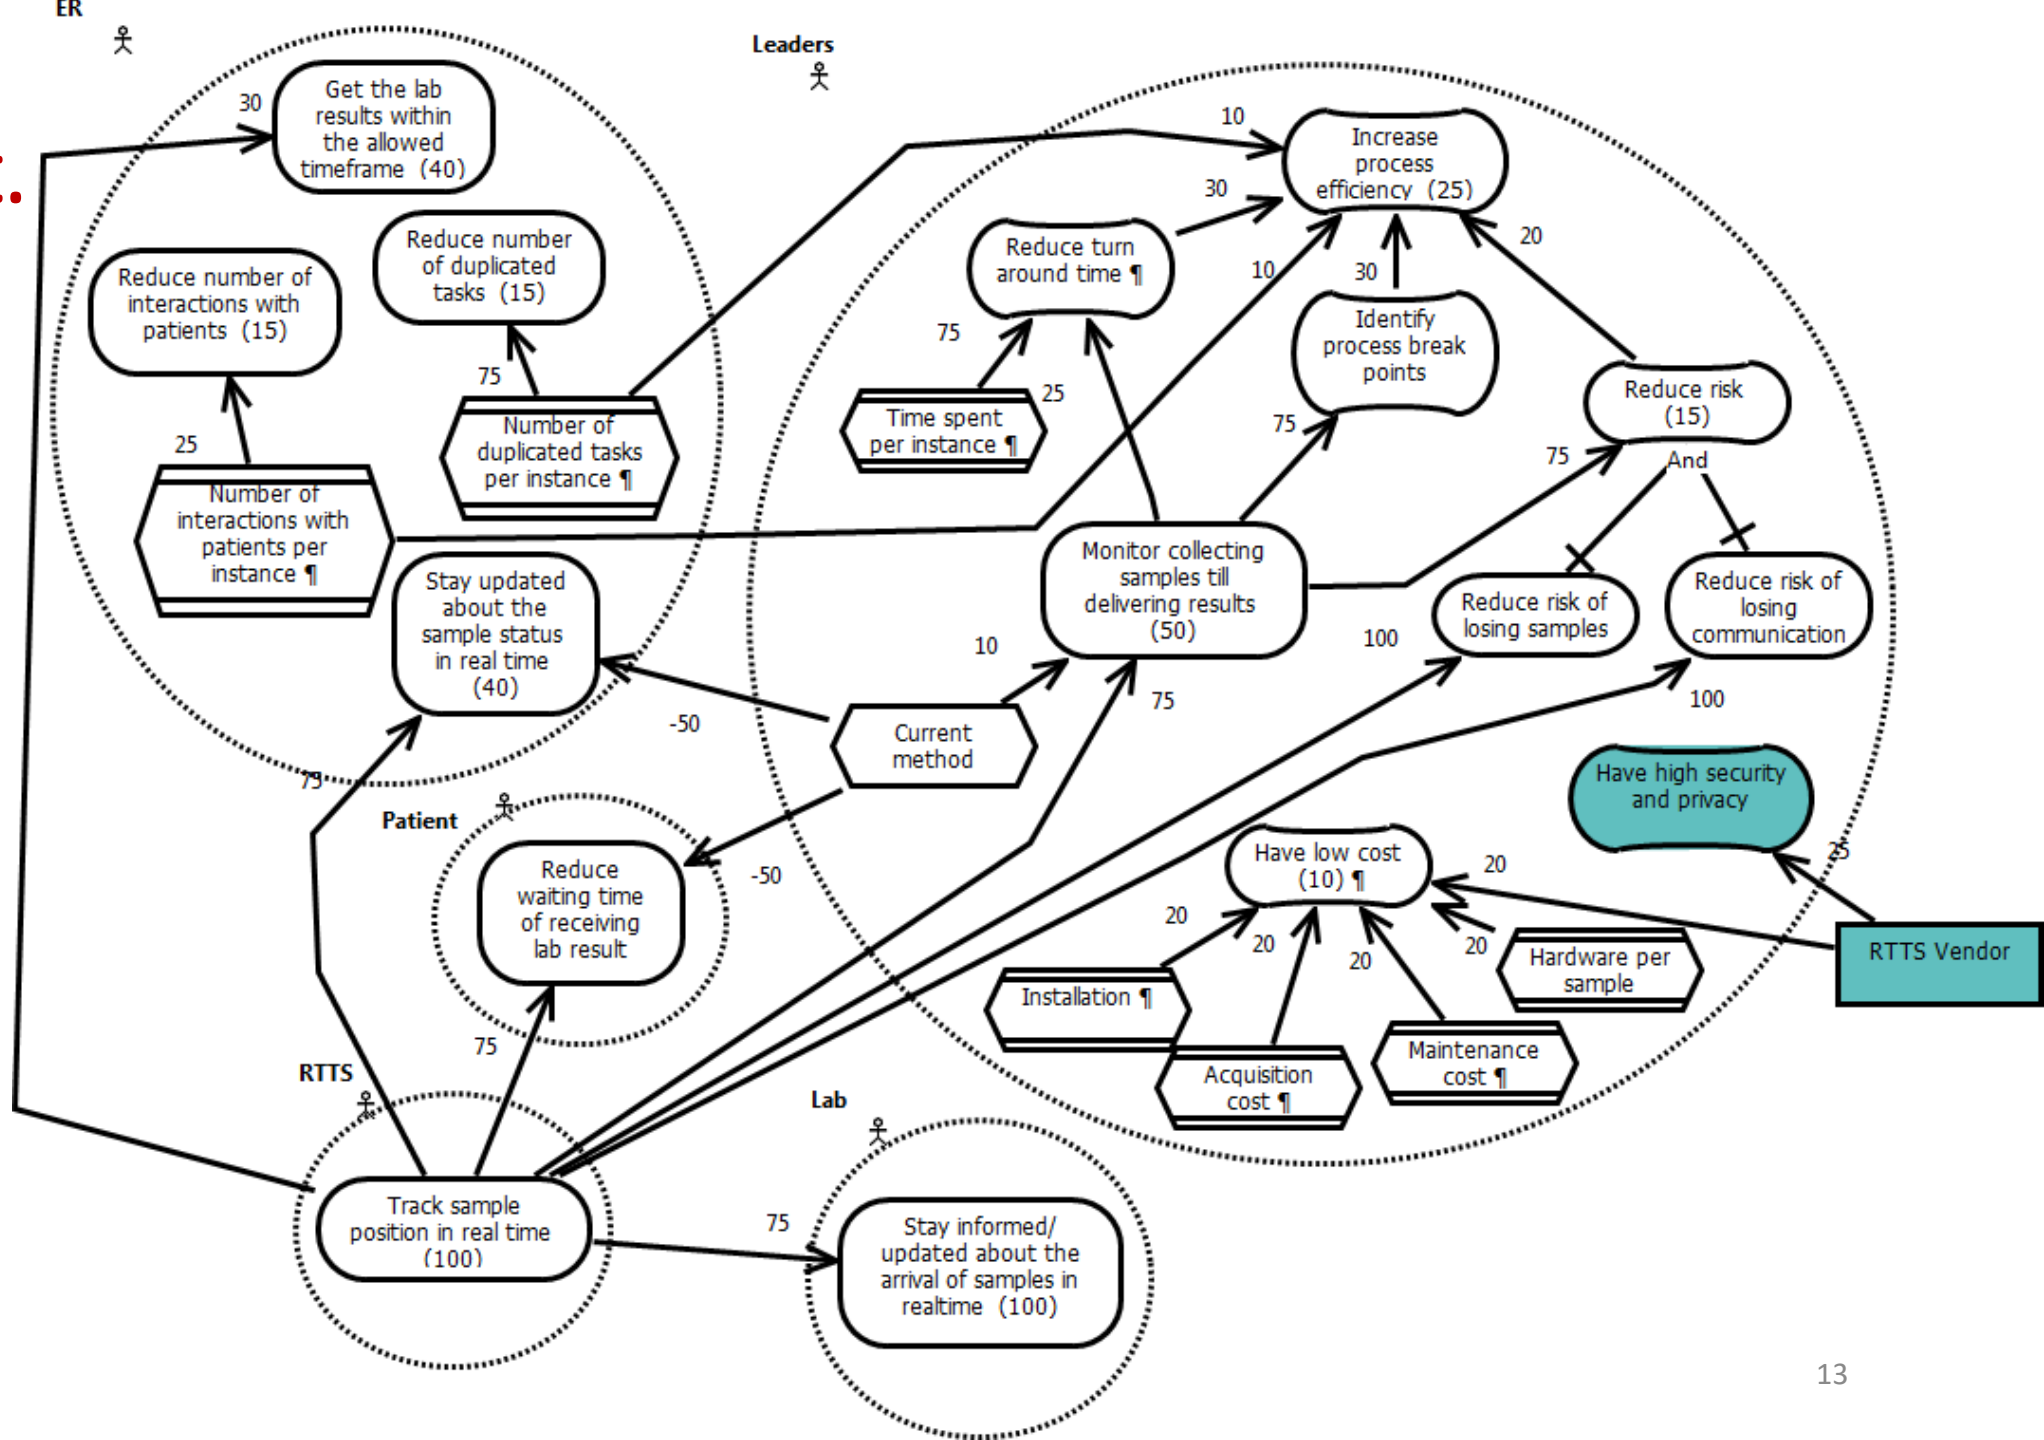 ER
Leaders
30
Get the lab
results within
the allowed
timeframe (40)
Reduce number
of duplicated
tasks (15)
Reduce number of
interactions with
patients (15)
75
25
Number of
duplicated tasks
per instance ¶
Number of
interactions with
patients per
instance ¶
Stay updated
about the
sample status
in real time
(40)
10
Increase
process
efficiency (25)
30
10
30
20
Reduce turn
around time ¶
Identify
process break
points
75
25
Time spent
per instance ¶
75
Reduce risk
(15)
And
75
Monitor collecting
samples till
delivering results
(50)
Reduce risk of
losing samples
Reduce risk of
losing
communication
10
100
75
100
-50
Current
method
75
Patient
-50
Reduce
waiting time
of receiving
lab result
Have high security
and privacy
25
Have low cost
(10) ¶
20
20
20
20
20
RTTS Vendor
Hardware per
sample
Installation ¶
Acquisition
cost ¶
Maintenance
cost ¶
75
RTTS
Lab
Track sample
position in real time
(100)
75
Stay informed/
updated about the
arrival of samples in
realtime (100)
13